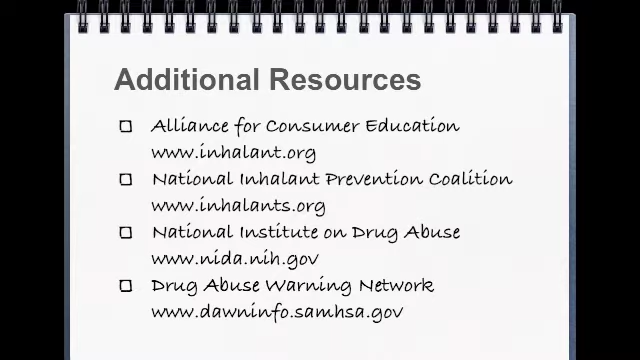 Additional Resources
Alliance for Consumer Education
www.inhalant.org
National Inhalant Prevention Coalition
www.inhalants.org
National Institute on Drug Abuse
www.nida.nih.gov
Drug Abuse Warning Network
www.dawninfo.samhsa.gov